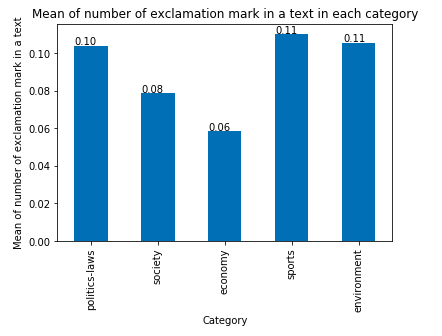 Mean of number of exclamation mark in a text in each category
Mean of number of exclamation mark in a text
0.10
0.08
0.06
0.04
0.02
0.00
0.10
0.08
0.06
0.11
0.11
politics-laws
society
economy
sports
environment
Category